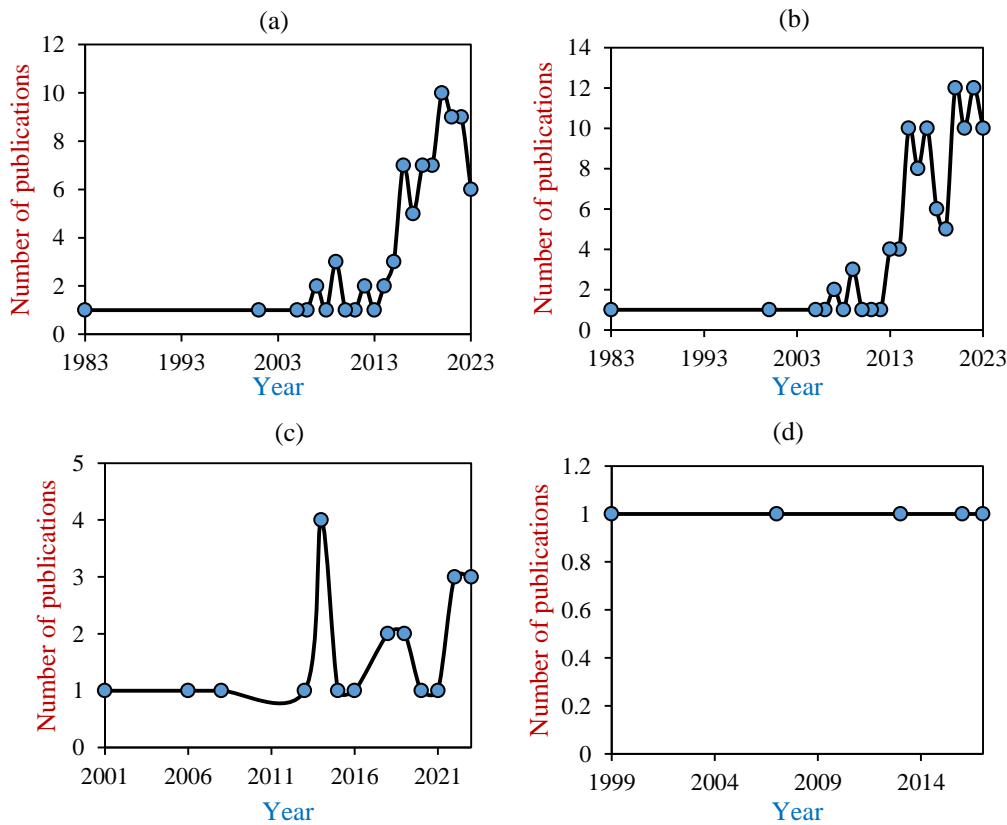 (a)
Number of publications
12
10
8
6
4
2
0
1983 1993 2003 2013 2023
Year
(b)
Number of publications
14
12
10
8
6
4
2
0
1983 1993 2003 2013 2023
Year
(c)
Number of publications
5
4
3
2
1
0
2001 2006 2011 2016 2021
Year
(d)
Number of publications
1.2
1
0.8
0.6
0.4
0.2
0
1999 2004 2009 2014
Year